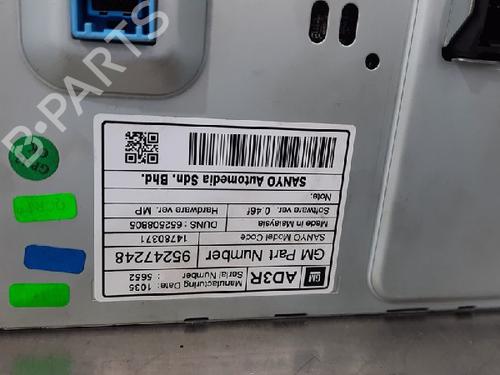 GM
AD3R
Manufacturing Date : 1035
Serial Number : 5652
GM Part Number 95247248
SANYO Model Code 14780371
Made in Malaysia DUNS : 652508805
Software ver. 0.46f Hardware ver. MP
Note.
SANYO Automedia Sdn. Bhd.
B-PARTS